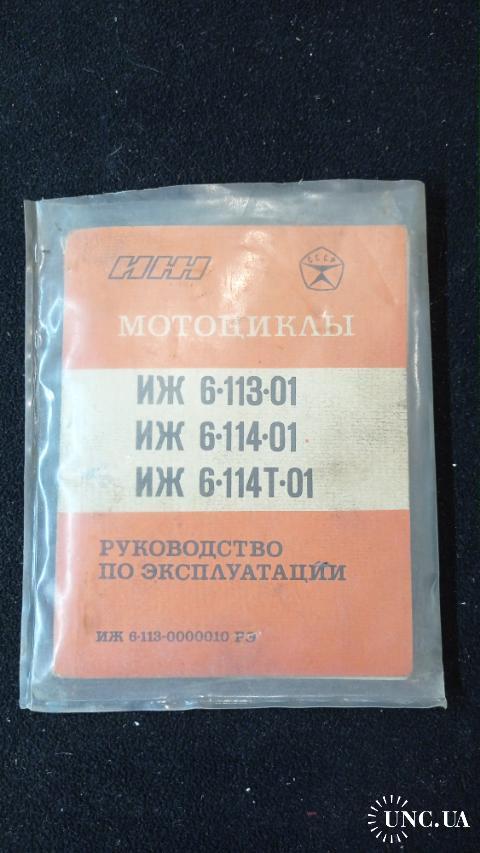 ИЖ
СССР
МОТОЦИКЛЫ
ИЖ 6·113·01
ИЖ 6·114·01
ИЖ 6·114Т·01
РУКОВОДСТВО
ПО ЭКСПЛУАТАЦИИ
ИЖ 6-113-0000010 РЭ
UNC.UA